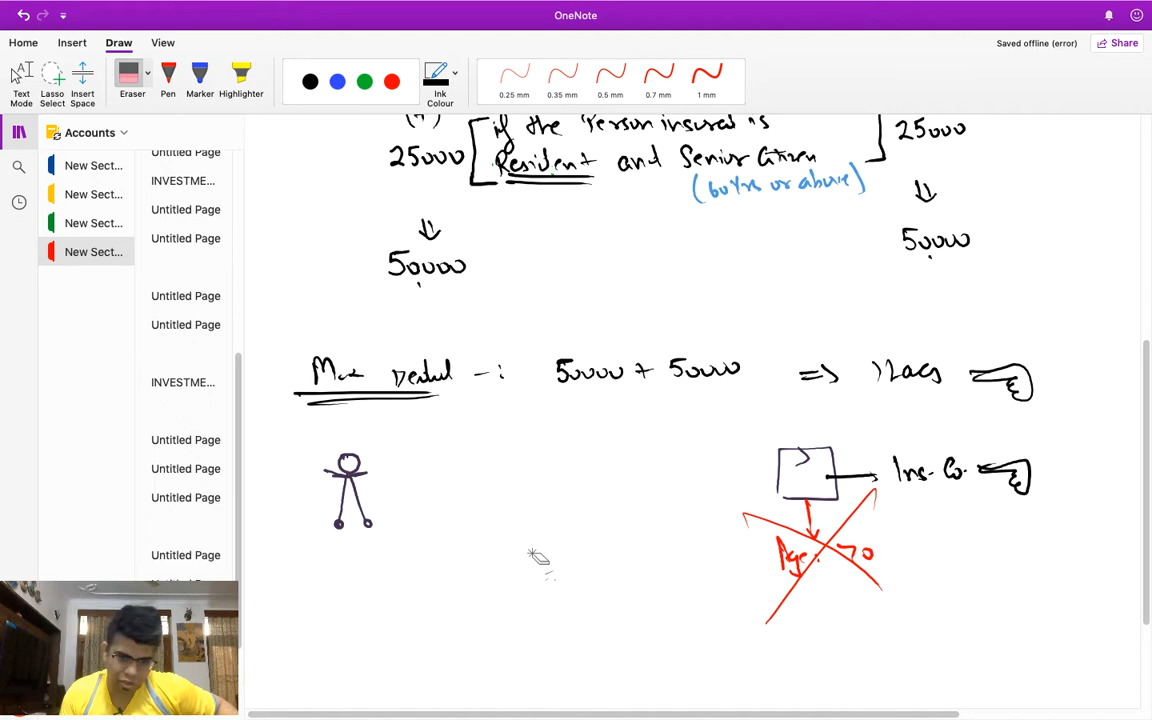 OneNote
Home Insert Draw View
Saved offline (error) Share
Text Mode
Lasso Select
Insert Space
Eraser
Pen
Marker
Highlighter
Ink Colour
0.25 mm 0.35 mm 0.5 mm 0.7 mm 1 mm
Accounts
New Sect...
New Sect...
New Sect...
New Sect...
Untitled Page
INVESTME...
Untitled Page
Untitled Page
Untitled Page
Untitled Page
INVESTME...
Untitled Page
Untitled Page
Untitled Page
Untitled Page
if the Person insured is
25000
25000
Resident and Senior Citizen
(60 Yrs or above)
50000
50000
Max -: 50000 + 50000 =>
Ins. Co.
Age: 70